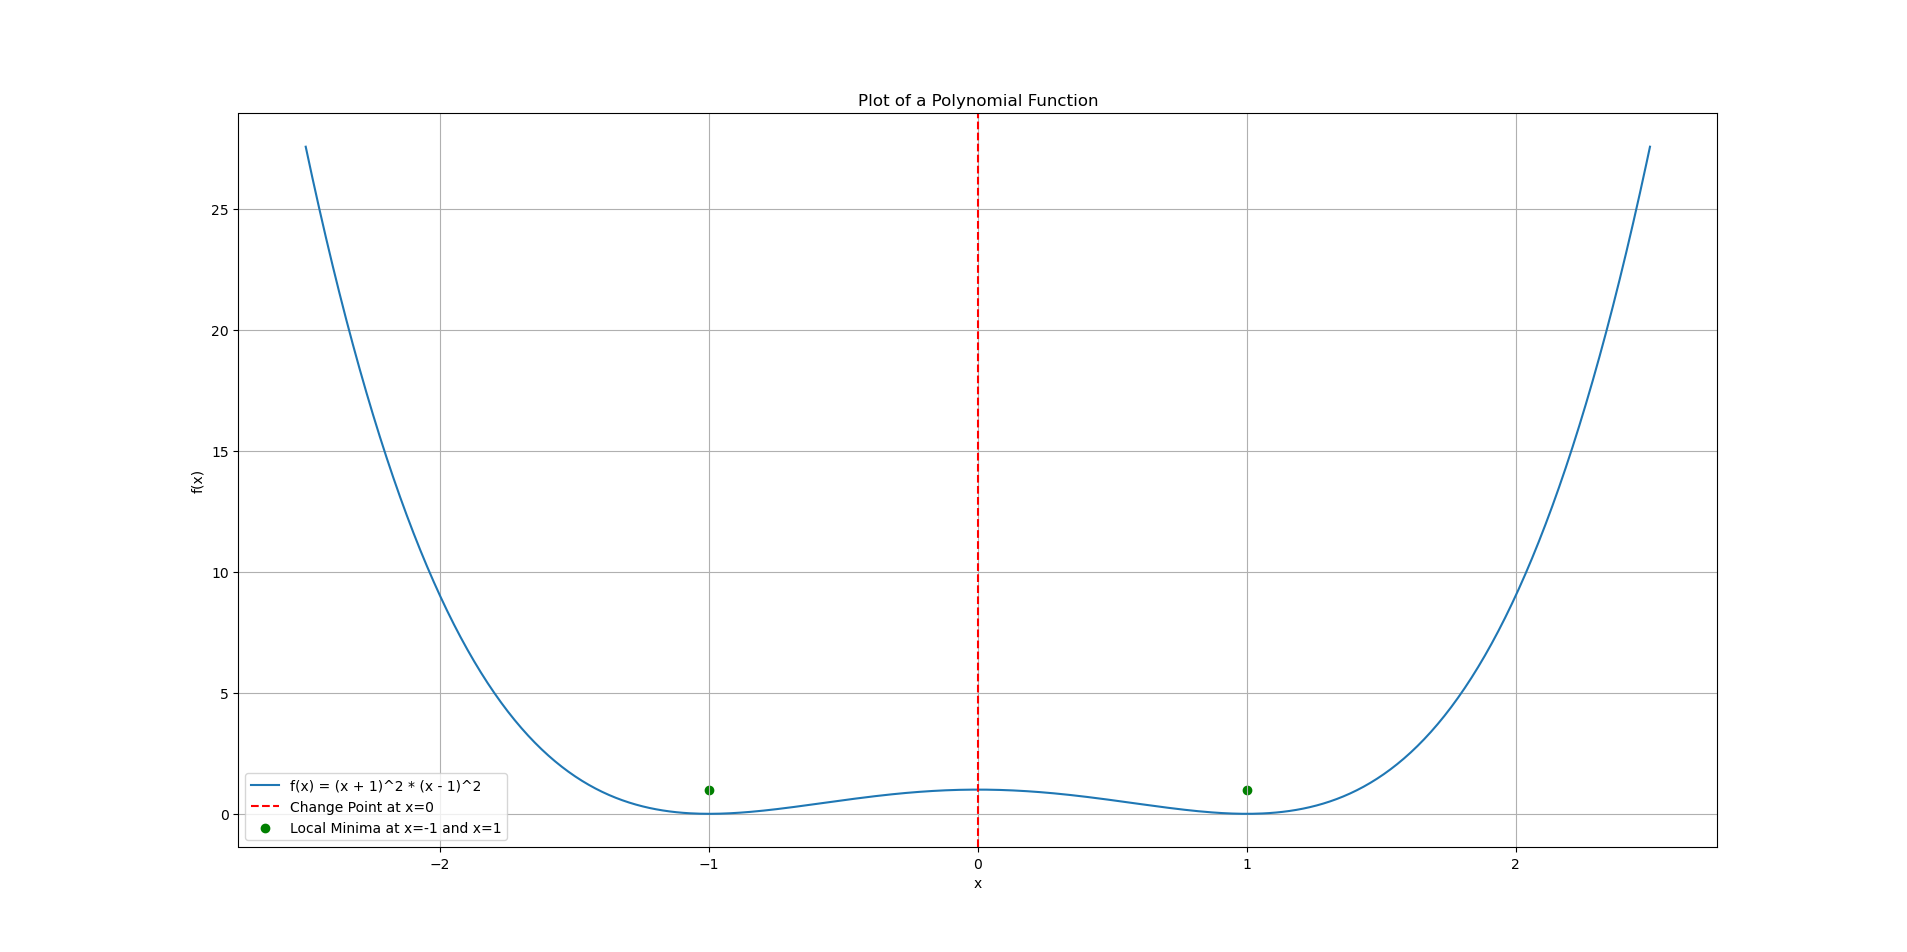 Plot of a Polynomial Function
25
20
15
10
5
0
f(x)
f(x) = (x + 1)^2 * (x - 1)^2
Change Point at x=0
Local Minima at x=-1 and x=1
−2
−1
0
1
2
x